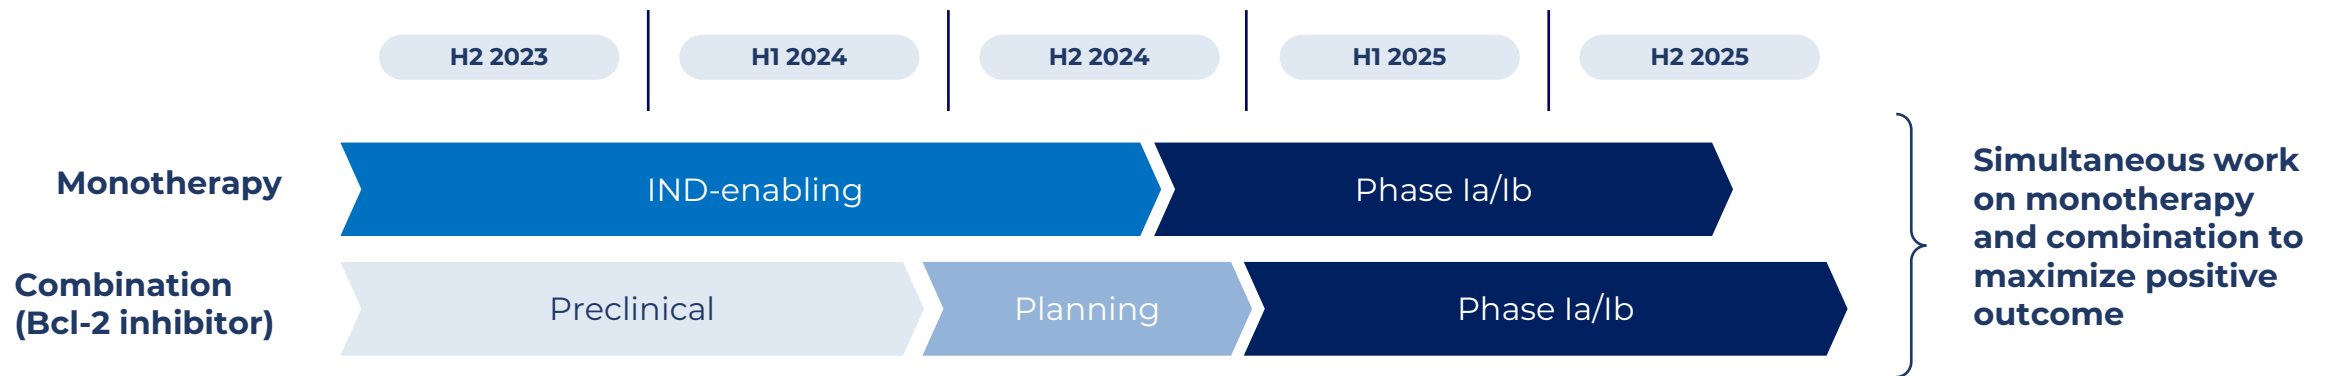 H2 2023
H1 2024
H2 2024
H1 2025
H2 2025
Monotherapy
IND-enabling
Phase Ia/Ib
Combination
(Bcl-2 inhibitor)
Preclinical
Planning
Phase Ia/Ib
Simultaneous work
on monotherapy
and combination to
maximize positive
outcome